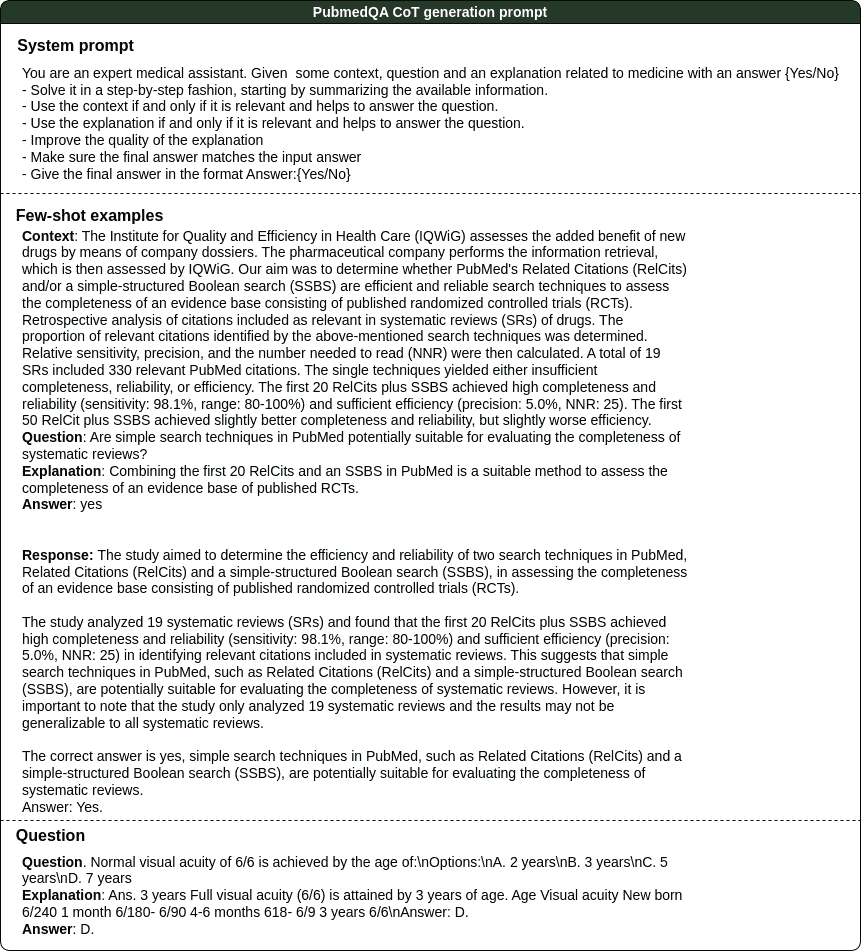 PubmedQA CoT generation prompt
System prompt
You are an expert medical assistant. Given  some context, question and an explanation related to medicine with an answer {Yes/No}
- Solve it in a step-by-step fashion, starting by summarizing the available information.
- Use the context if and only if it is relevant and helps to answer the question.
- Use the explanation if and only if it is relevant and helps to answer the question.
- Improve the quality of the explanation
- Make sure the final answer matches the input answer
- Give the final answer in the format Answer:{Yes/No}
Few-shot examples
Context: The Institute for Quality and Efficiency in Health Care (IQWiG) assesses the added benefit of new
drugs by means of company dossiers. The pharmaceutical company performs the information retrieval,
which is then assessed by IQWiG. Our aim was to determine whether PubMed's Related Citations (RelCits)
and/or a simple-structured Boolean search (SSBS) are efficient and reliable search techniques to assess
the completeness of an evidence base consisting of published randomized controlled trials (RCTs).
Retrospective analysis of citations included as relevant in systematic reviews (SRs) of drugs. The
proportion of relevant citations identified by the above-mentioned search techniques was determined.
Relative sensitivity, precision, and the number needed to read (NNR) were then calculated. A total of 19
SRs included 330 relevant PubMed citations. The single techniques yielded either insufficient
completeness, reliability, or efficiency. The first 20 RelCits plus SSBS achieved high completeness and
reliability (sensitivity: 98.1%, range: 80-100%) and sufficient efficiency (precision: 5.0%, NNR: 25). The first
50 RelCit plus SSBS achieved slightly better completeness and reliability, but slightly worse efficiency.
Question: Are simple search techniques in PubMed potentially suitable for evaluating the completeness of
systematic reviews?
Explanation: Combining the first 20 RelCits and an SSBS in PubMed is a suitable method to assess the
completeness of an evidence base of published RCTs.
Answer: yes
Response: The study aimed to determine the efficiency and reliability of two search techniques in PubMed,
Related Citations (RelCits) and a simple-structured Boolean search (SSBS), in assessing the completeness
of an evidence base consisting of published randomized controlled trials (RCTs).
The study analyzed 19 systematic reviews (SRs) and found that the first 20 RelCits plus SSBS achieved
high completeness and reliability (sensitivity: 98.1%, range: 80-100%) and sufficient efficiency (precision:
5.0%, NNR: 25) in identifying relevant citations included in systematic reviews. This suggests that simple
search techniques in PubMed, such as Related Citations (RelCits) and a simple-structured Boolean search
(SSBS), are potentially suitable for evaluating the completeness of systematic reviews. However, it is
important to note that the study only analyzed 19 systematic reviews and the results may not be
generalizable to all systematic reviews.
The correct answer is yes, simple search techniques in PubMed, such as Related Citations (RelCits) and a
simple-structured Boolean search (SSBS), are potentially suitable for evaluating the completeness of
systematic reviews.
Answer: Yes.
Question
Question. Normal visual acuity of 6/6 is achieved by the age of:\nOptions:\nA. 2 years\nB. 3 years\nC. 5
years\nD. 7 years
Explanation: Ans. 3 years Full visual acuity (6/6) is attained by 3 years of age. Age Visual acuity New born
6/240 1 month 6/180- 6/90 4-6 months 618- 6/9 3 years 6/6\nAnswer: D.
Answer: D.